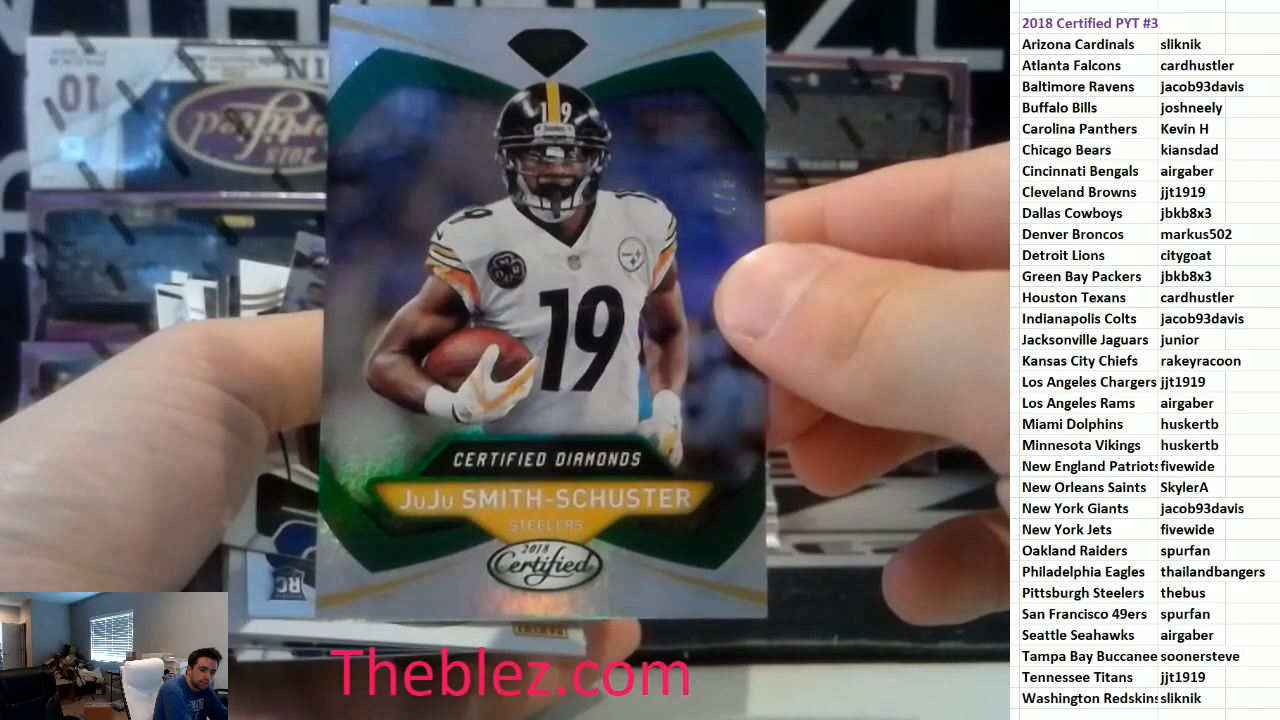 10
Certified
2018
19
19
19
19
CERTIFIED DIAMONDS
JuJu SMITH-SCHUSTER
STEELERS
2018
Certified
RC
Theblez.com
2018 Certified PYT #3
Arizona Cardinals sliknik
Atlanta Falcons cardhustler
Baltimore Ravens jacob93davis
Buffalo Bills joshneely
Carolina Panthers Kevin H
Chicago Bears kiansdad
Cincinnati Bengals airgaber
Cleveland Browns jjt1919
Dallas Cowboys jbkb8x3
Denver Broncos markus502
Detroit Lions citygoat
Green Bay Packers jbkb8x3
Houston Texans cardhustler
Indianapolis Colts jacob93davis
Jacksonville Jaguars junior
Kansas City Chiefs rakeyracoon
Los Angeles Chargers jjt1919
Los Angeles Rams airgaber
Miami Dolphins huskertb
Minnesota Vikings huskertb
New England Patriots fivewide
New Orleans Saints SkylerA
New York Giants jacob93davis
New York Jets fivewide
Oakland Raiders spurfan
Philadelphia Eagles thailandbangers
Pittsburgh Steelers thebus
San Francisco 49ers spurfan
Seattle Seahawks airgaber
Tampa Bay Buccanee soonersteve
Tennessee Titans jjt1919
Washington Redskins sliknik